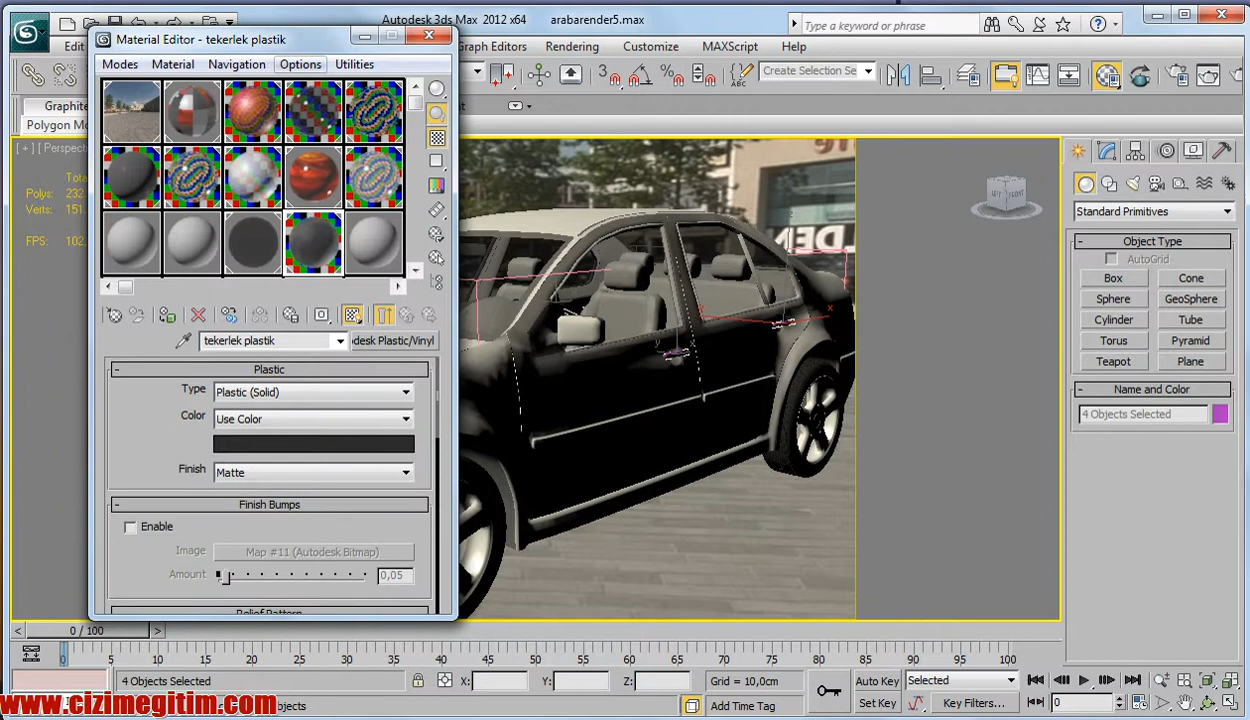 Autodesk 3ds Max 2012 x64 arabarender5.max
Type a keyword or phrase
Material Editor - tekerlek plastik
Edit
Graph Editors Rendering Customize MAXScript Help
Modes Material Navigation Options Utilities
Create Selection Se
Graphite
Polygon Mo
[ + ] [ Perspect
Tota
Polys: 232
Verts: 151
FPS: 102
Standard Primitives
- Object Type
AutoGrid
Box Cone
Sphere GeoSphere
Cylinder Tube
Torus Pyramid
Teapot Plane
- Name and Color
4 Objects Selected
tekerlek plastik
desk Plastic/Vinyl
- Plastic
Type Plastic (Solid)
Color Use Color
Finish Matte
- Finish Bumps
Enable
Image Map #11 (Autodesk Bitmap)
Amount 0,05
Relief Pattern
< 0 / 100 >
0 5 10 15 20 25 30 35 40 45 50 55 60 65 70 75 80 85 90 95 100
4 Objects Selected X: Y: Z: Grid = 10,0cm Auto Key Selected
www.cizimegitim.com
bjects
Add Time Tag Set Key Key Filters... 0